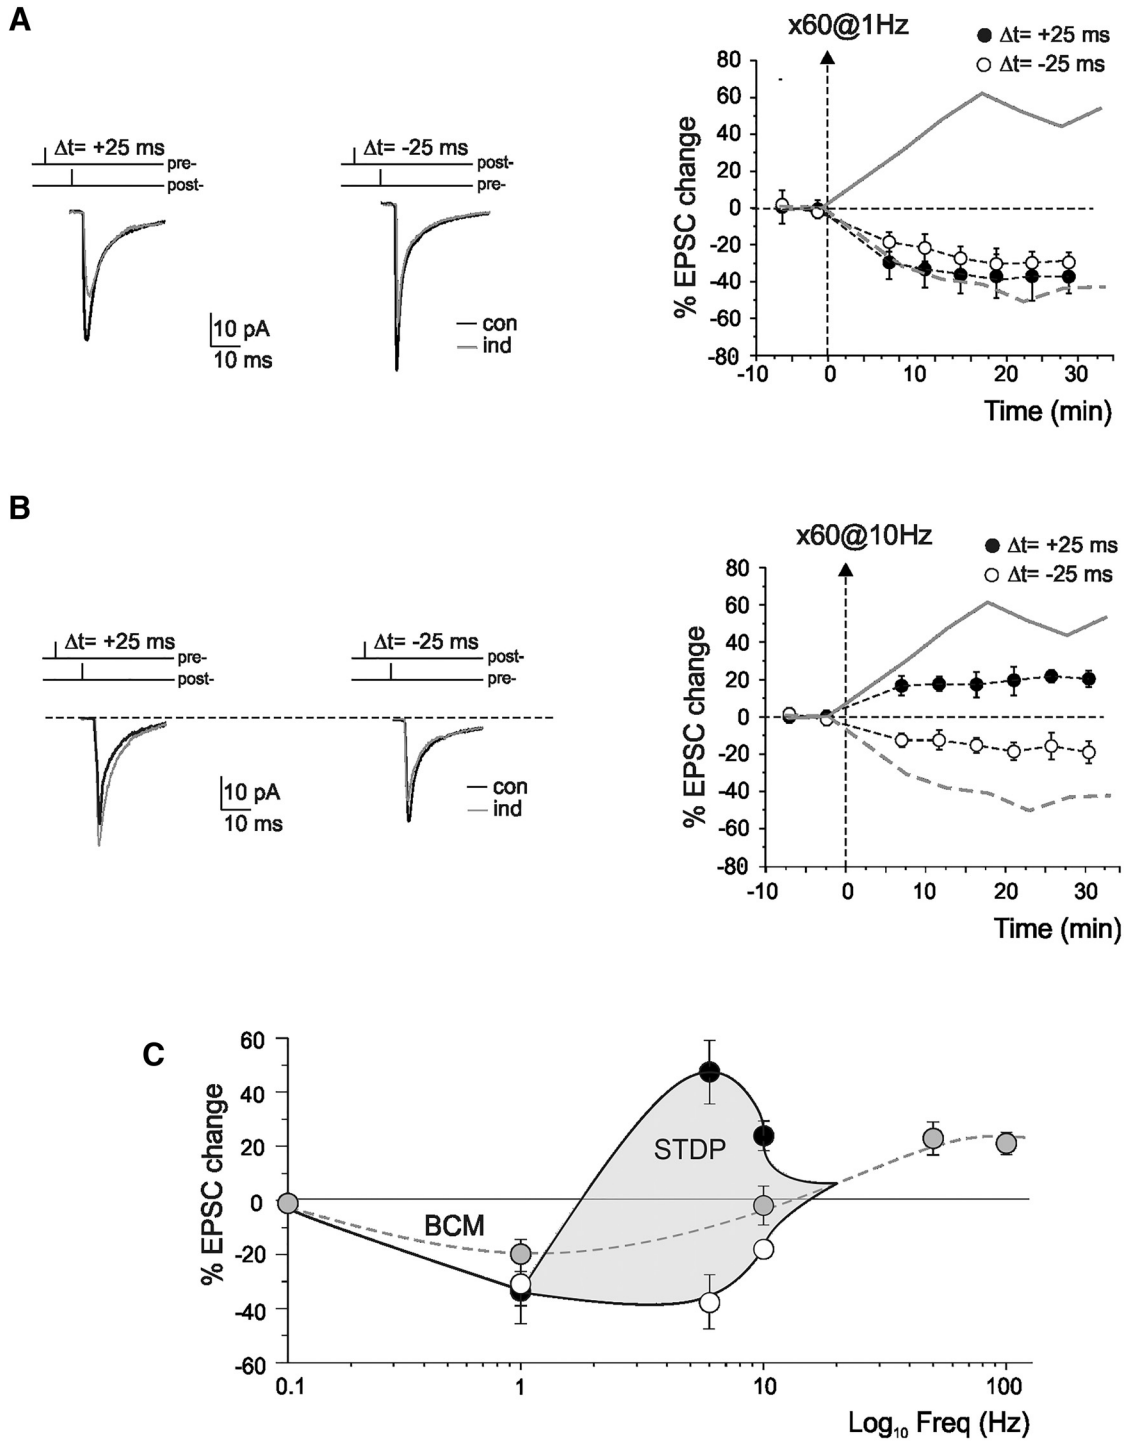 A
x60@1Hz
Δt= +25 ms
Δt= -25 ms
Δt= +25 ms
pre-
post-
Δt= -25 ms
post-
pre-
10 pA
10 ms
con
ind
% EPSC change
80
60
40
20
0
-20
-40
-60
-80
-10 0 10 20 30
Time (min)
B
x60@10Hz
Δt= +25 ms
Δt= -25 ms
Δt= +25 ms
pre-
post-
Δt= -25 ms
post-
pre-
10 pA
10 ms
con
ind
% EPSC change
80
60
40
20
0
-20
-40
-60
-80
-10 0 10 20 30
Time (min)
C
% EPSC change
60
40
20
0
-20
-40
-60
STDP
BCM
0.1 1 10 100
Log₁₀ Freq (Hz)